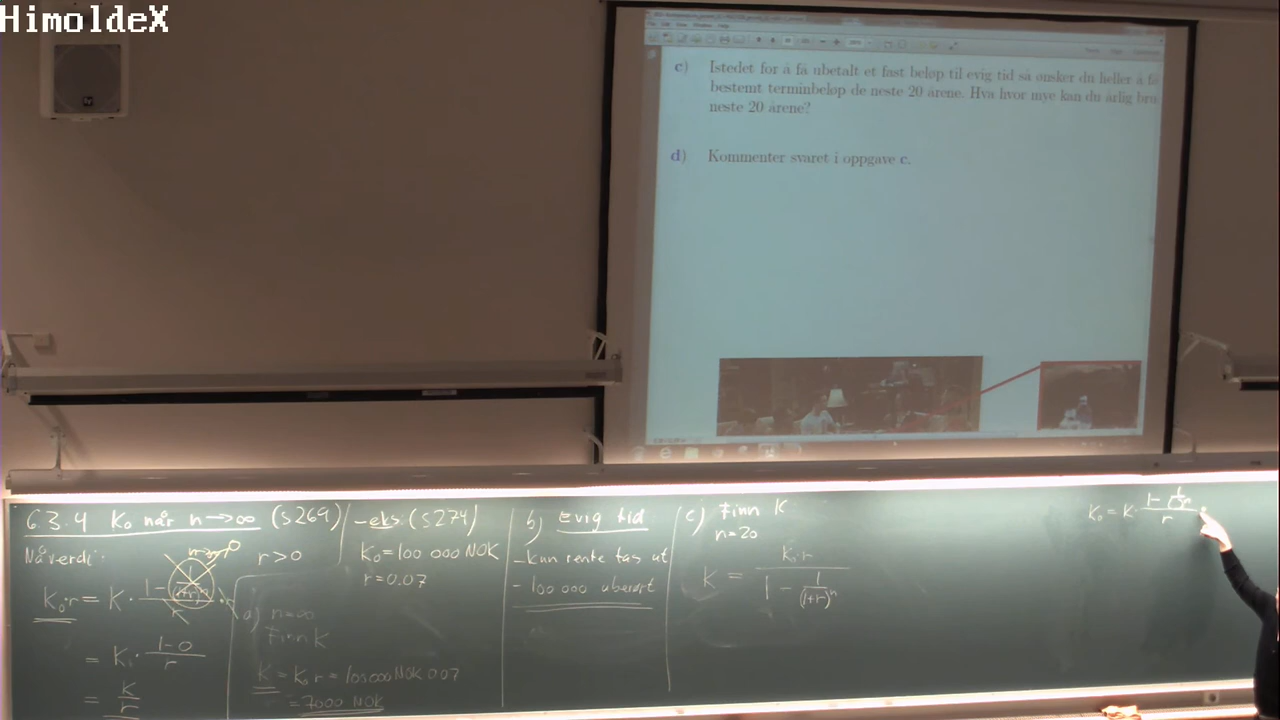 HimoldeX
c) Istedet for å få ubetalt et fast beløp til evig tid så ønsker du heller å få
bestemt terminbeløp de neste 20 årene. Hva hvor mye kan du årlig bru
neste 20 årene?
d) Kommenter svaret i oppgave c.
6.3.4 K₀ når n→∞ (s269)
Nåverdi:
r>0
K₀·r = K · 1-
= K · 1-0 / r
= K / r
-eks: (s274)
K₀=100 000 NOK
r=0.07
a) n=∞
Finn K
K = K₀ r = 100000 NOK 0.07
= 7000 NOK
b) Evig tid
- kun rente tas ut
- 100 000 uberørt
c) Finn K
n=20
K = K₀·r / 1 - 1/(1+r)ⁿ
K₀ = K · 1-
r